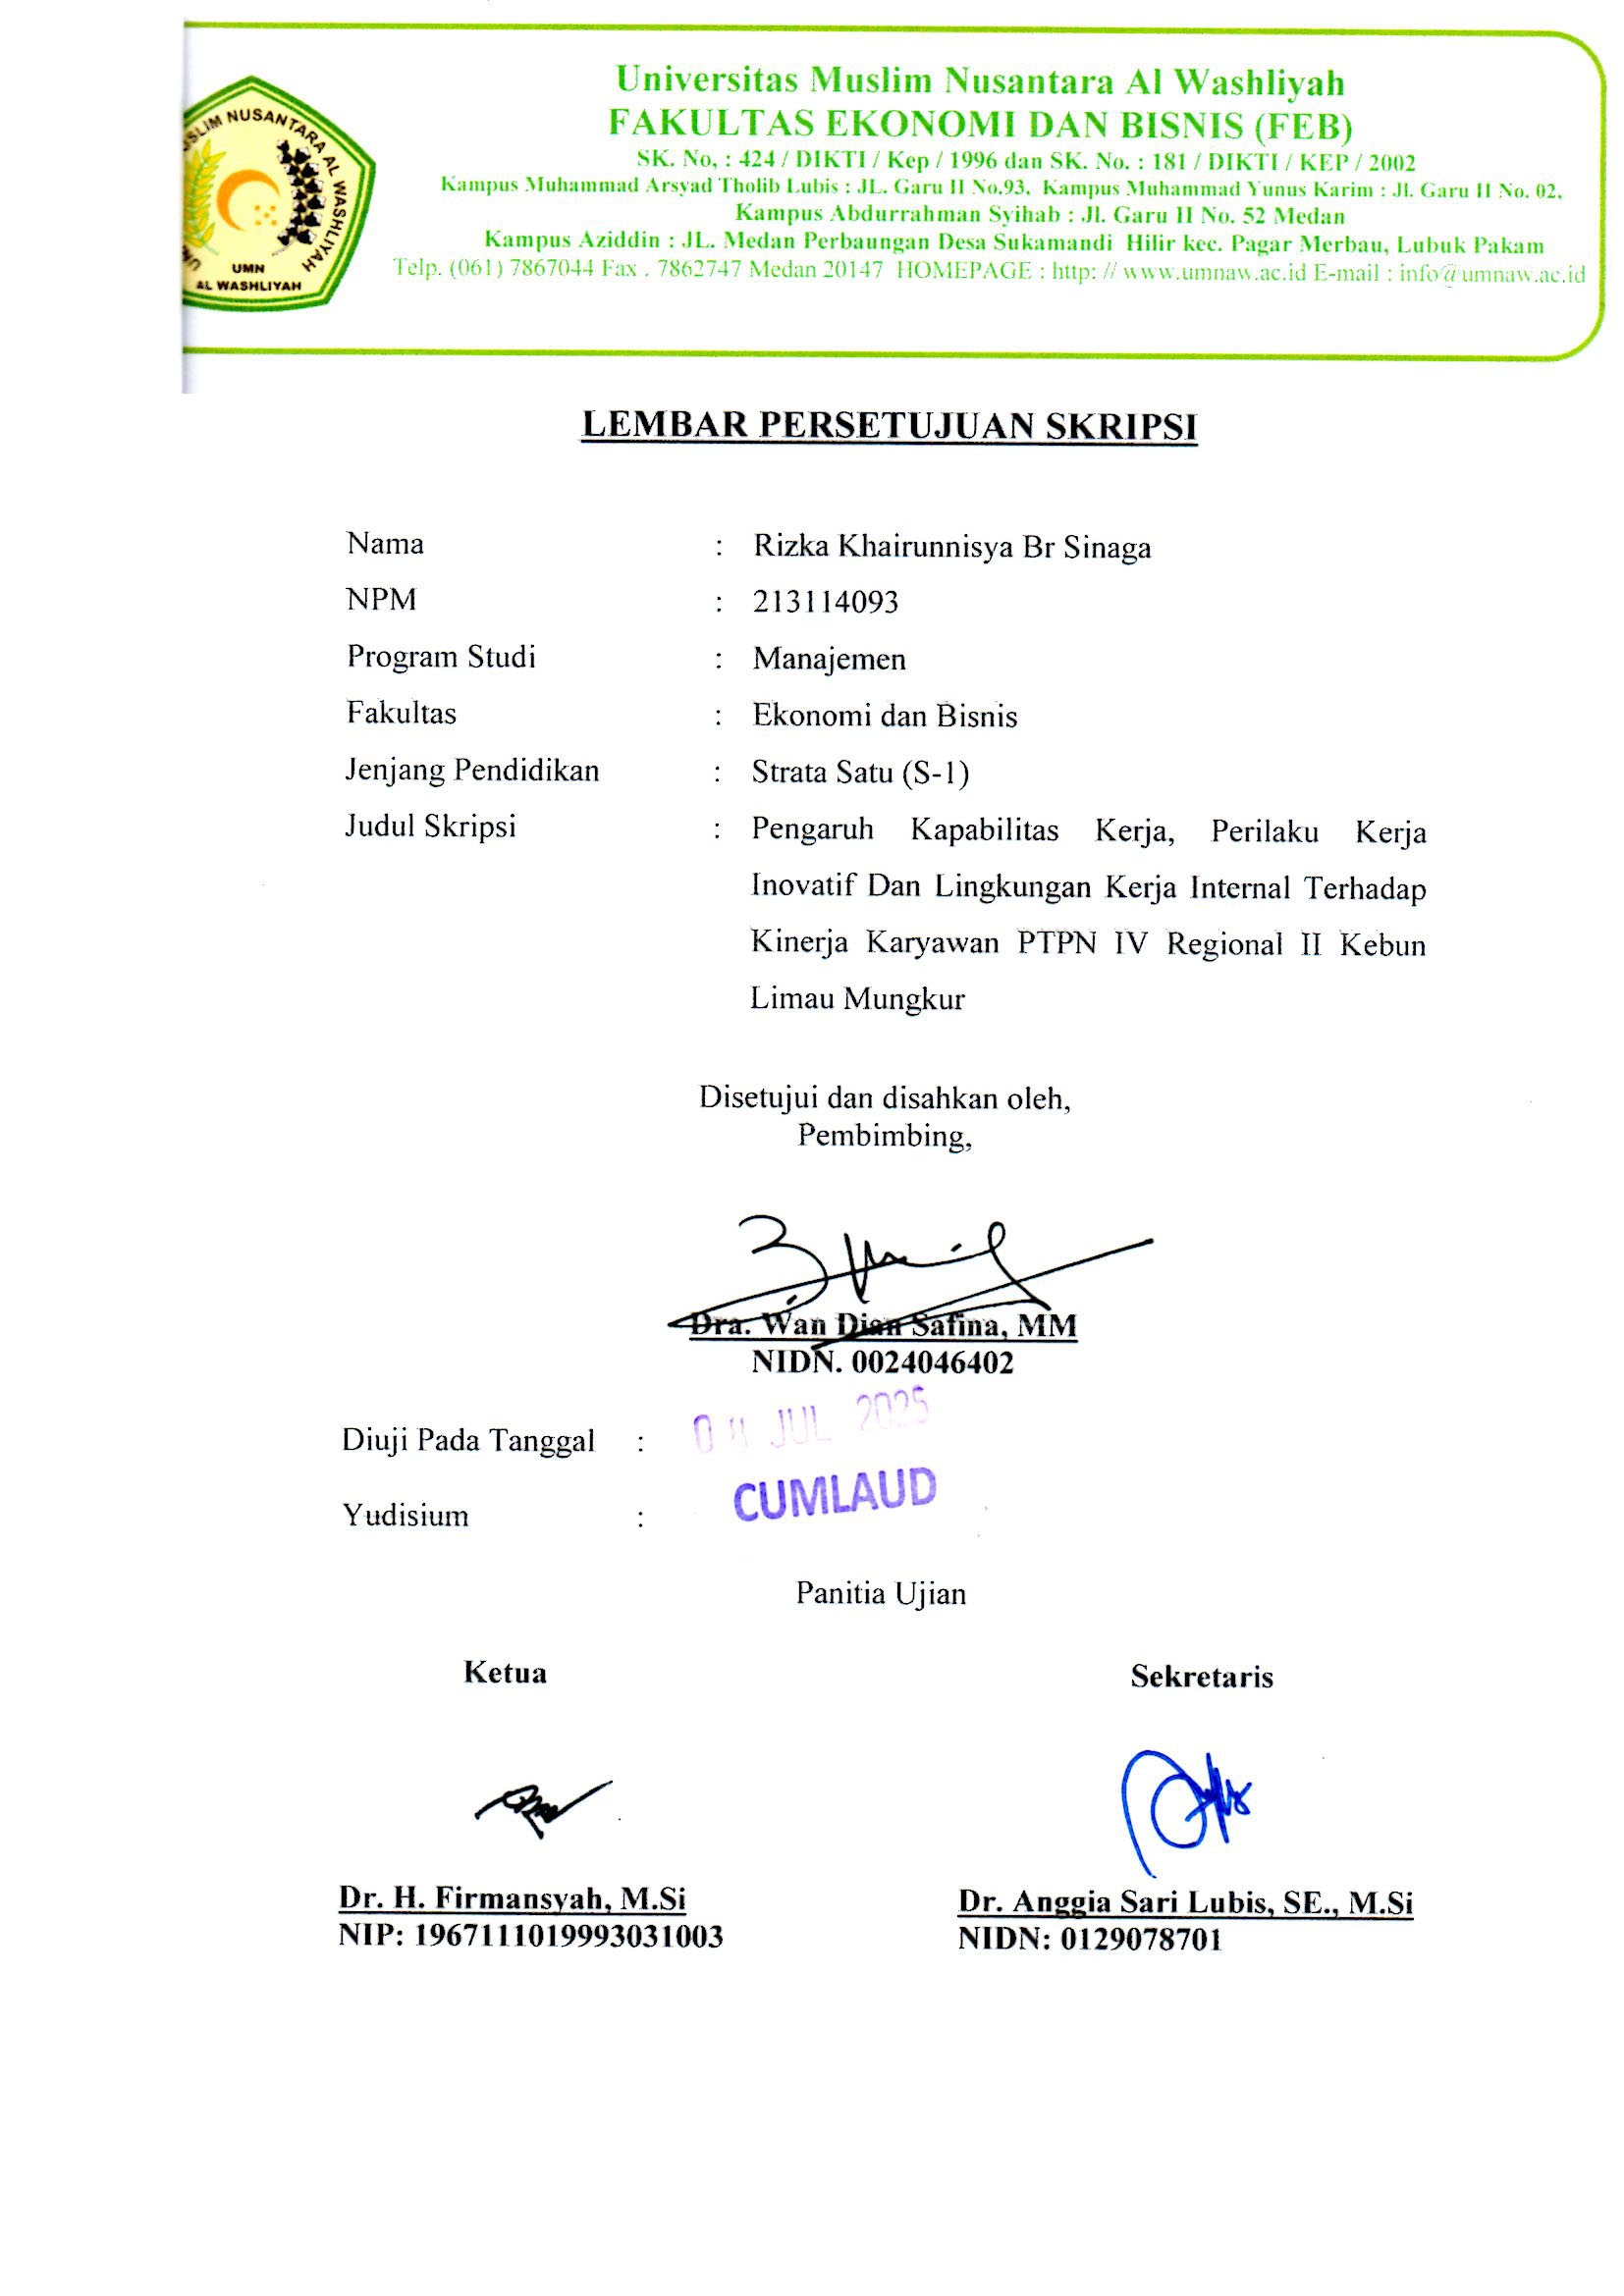 Universitas Muslim Nusantara Al Washliyah
FAKULTAS EKONOMI DAN BISNIS (FEB)
SK. No, : 424 / DIKTI / Kep / 1996 dan SK. No. : 181 / DIKTI / KEP / 2002
Kampus Muhammad Arsyad Tholib Lubis : JL. Garu II No.93, Kampus Muhammad Yunus Karim : Jl. Garu II No. 02,
Kampus Abdurrahman Syihab : Jl. Garu II No. 52 Medan
Kampus Aziddin : JL. Medan Perbaungan Desa Sukamandi Hilir kec. Pagar Merbau, Lubuk Pakam
Telp. (061) 7867044 Fax . 7862747 Medan 20147 HOMEPAGE : http: // www.umnaw.ac.id E-mail : info@umnaw.ac.id
SLIM NUSANTARA AL WASHLIYAH
UMN
AL WASHLIYAH
LEMBAR PERSETUJUAN SKRIPSI
Nama : Rizka Khairunnisya Br Sinaga
NPM : 213114093
Program Studi : Manajemen
Fakultas : Ekonomi dan Bisnis
Jenjang Pendidikan : Strata Satu (S-1)
Judul Skripsi : Pengaruh Kapabilitas Kerja, Perilaku Kerja
Inovatif Dan Lingkungan Kerja Internal Terhadap
Kinerja Karyawan PTPN IV Regional II Kebun
Limau Mungkur
Disetujui dan disahkan oleh,
Pembimbing,
Dra. Wan Dian Safina, MM
NIDN. 0024046402
Diuji Pada Tanggal : JUL 2025
Yudisium : CUMLAUD
Panitia Ujian
Ketua
Sekretaris
Dr. H. Firmansyah, M.Si
NIP: 1967111019993031003
Dr. Anggia Sari Lubis, SE., M.Si
NIDN: 0129078701